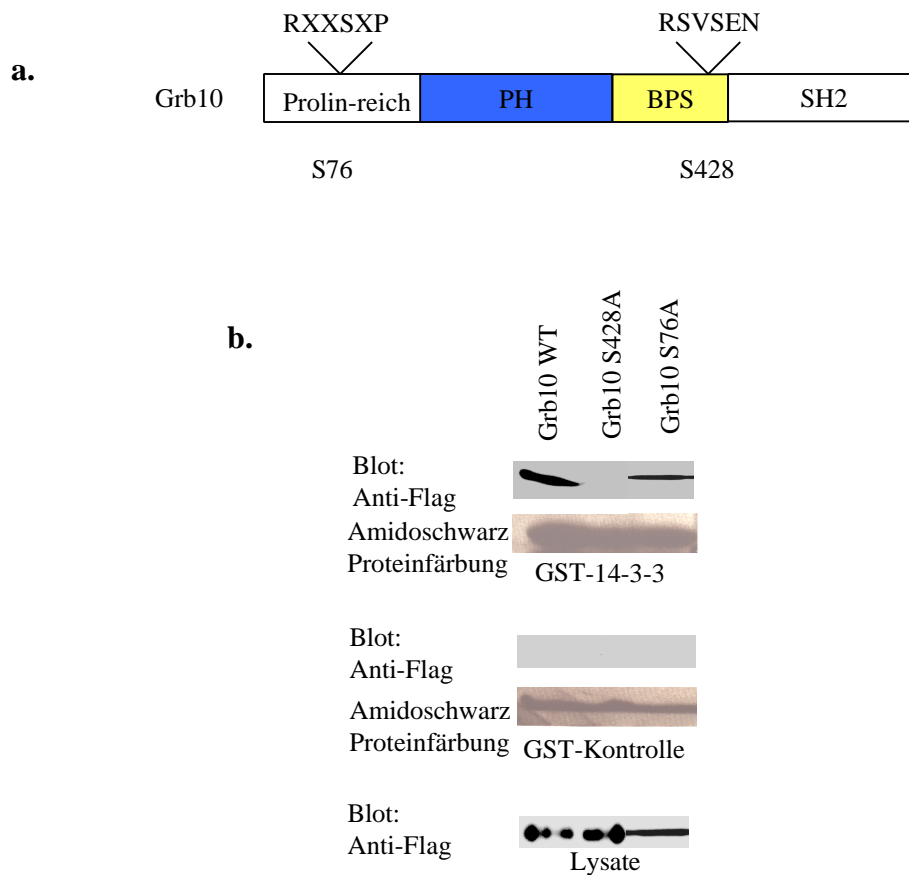 RXXSXP
RSVSEN
a.
Grb10
Prolin-reich
PH
BPS
SH2
S76
S428
b.
Grb10 WT
Grb10 S428A
Grb10 S76A
Blot:
Anti-Flag
Amidoschwarz
Proteinfärbung
GST-14-3-3
Blot:
Anti-Flag
Amidoschwarz
Proteinfärbung
GST-Kontrolle
Blot:
Anti-Flag
Lysate